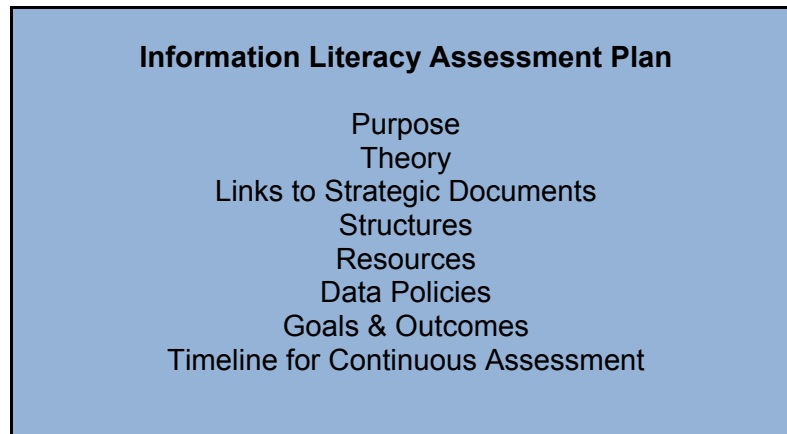 Information Literacy Assessment Plan
Purpose
Theory
Links to Strategic Documents
Structures
Resources
Data Policies
Goals & Outcomes
Timeline for Continuous Assessment